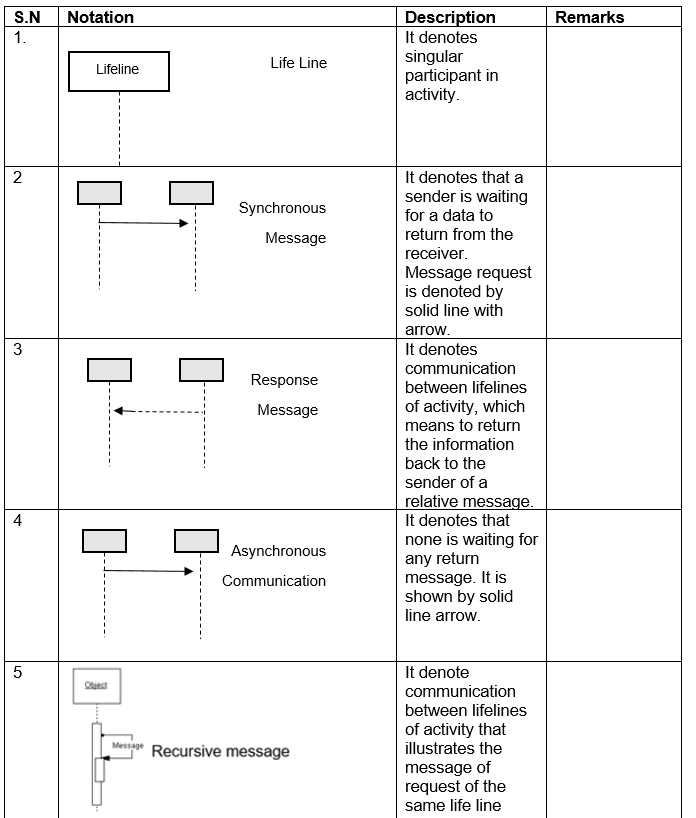 S.N Notation Description Remarks
1.
Lifeline
Life Line
It denotes
singular
participant in
activity.
2
Synchronous
Message
It denotes that a
sender is waiting
for a data to
return from the
receiver.
Message request
is denoted by
solid line with
arrow.
3
Response
Message
It denotes
communication
between lifelines
of activity, which
means to return
the information
back to the
sender of a
relative message.
4
Asynchronous
Communication
It denotes that
none is waiting for
any return
message. It is
shown by solid
line arrow.
5
Object
Message
Recursive message
It denote
communication
between lifelines
of activity that
illustrates the
message of
request of the
same life line